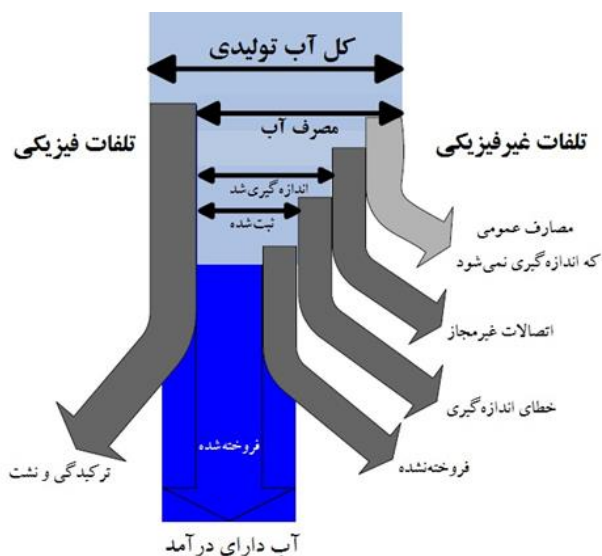 کل آب تولیدی
مصرف آب
تلفات فیزیکی
تلفات غیرفیزیکی
اندازه‌گیری‌شد
ثبت‌شده
مصارف عمومی
که اندازه‌گیری نمی‌شود
اتصالات غیرمجاز
خطای اندازه‌گیری
فروخته‌شده
فروخته‌نشده
ترکیدگی و نشت
آب دارای درآمد